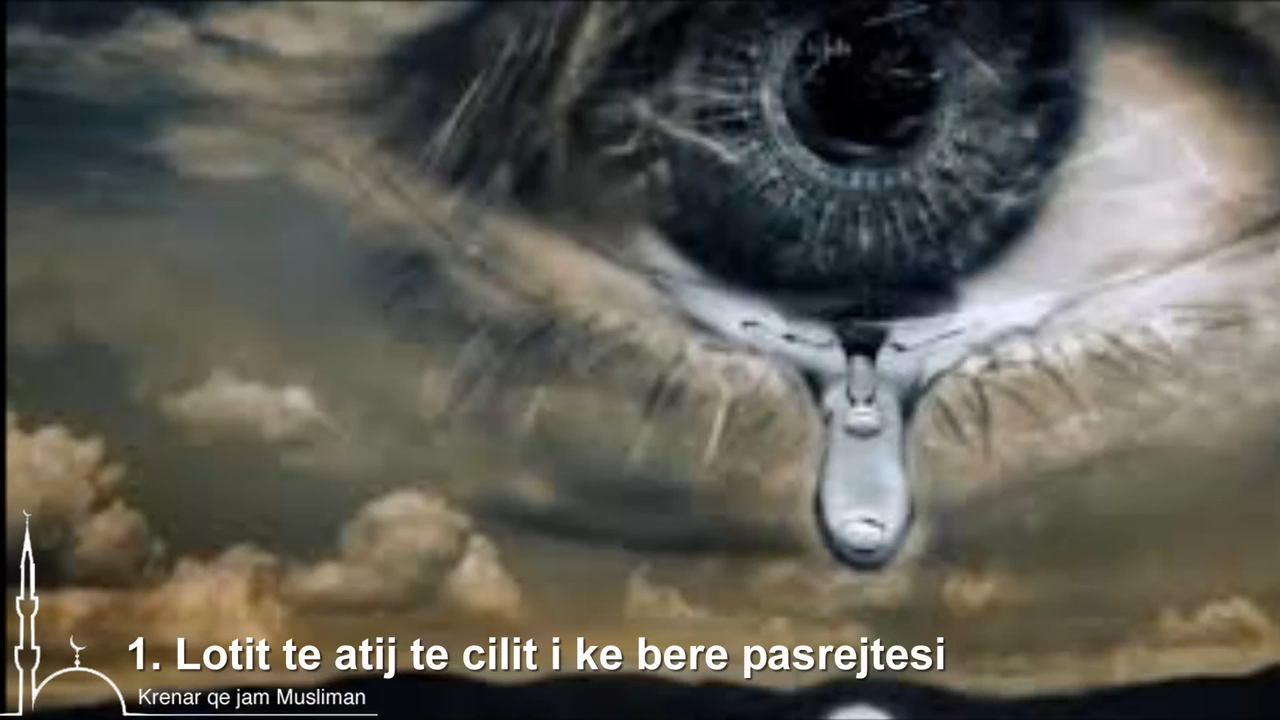 1. Lotit te atij te cilit i ke bere pasrejtesi
Krenar qe jam Musliman